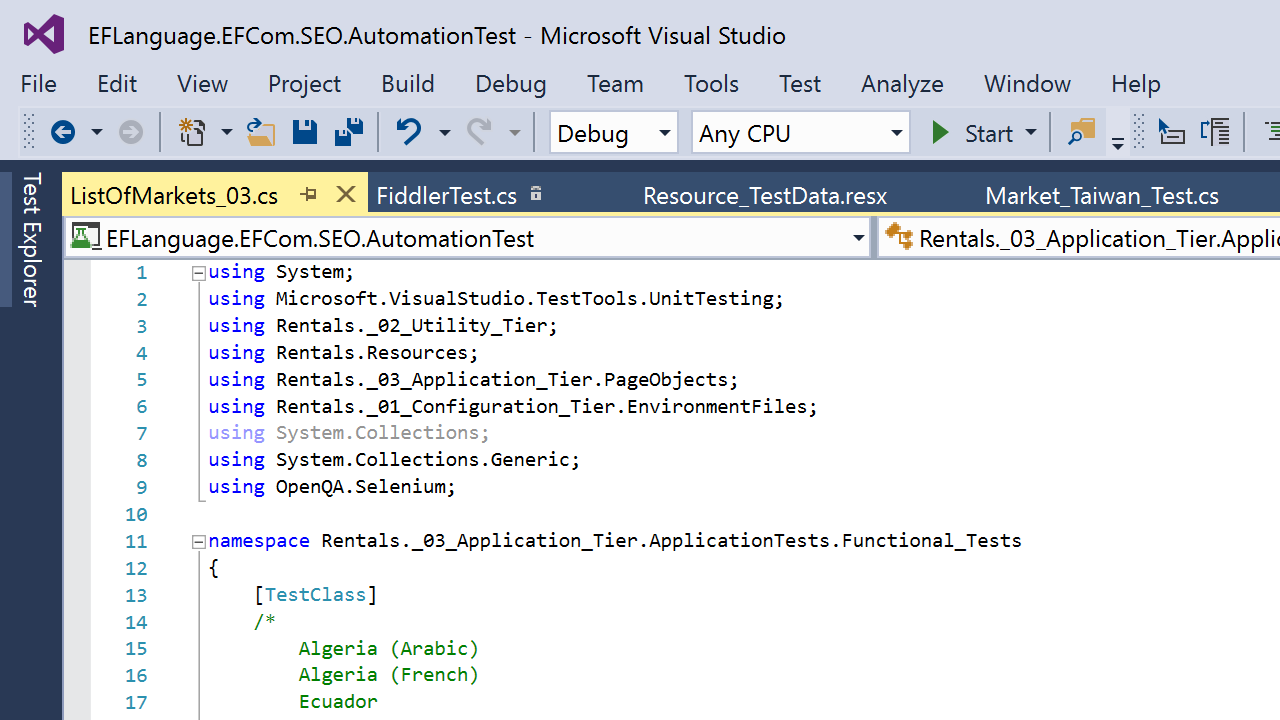 EFLanguage.EFCom.SEO.AutomationTest - Microsoft Visual Studio
File Edit View Project Build Debug Team Tools Test Analyze Window Help
Debug Any CPU Start
Test Explorer
ListOfMarkets_03.cs FiddlerTest.cs Resource_TestData.resx Market_Taiwan_Test.cs
EFLanguage.EFCom.SEO.AutomationTest Rentals._03_Application_Tier.Applic
1 using System;
2 using Microsoft.VisualStudio.TestTools.UnitTesting;
3 using Rentals._02_Utility_Tier;
4 using Rentals.Resources;
5 using Rentals._03_Application_Tier.PageObjects;
6 using Rentals._01_Configuration_Tier.EnvironmentFiles;
7 using System.Collections;
8 using System.Collections.Generic;
9 using OpenQA.Selenium;
10
11 namespace Rentals._03_Application_Tier.ApplicationTests.Functional_Tests
12 {
13 [TestClass]
14 /*
15 Algeria (Arabic)
16 Algeria (French)
17 Ecuador